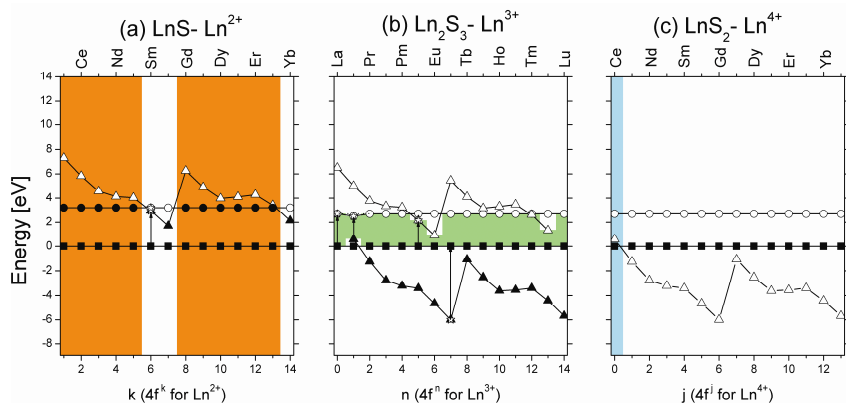 (a) LnS- Ln²⁺
(b) Ln₂S₃- Ln³⁺
(c) LnS₂- Ln⁴⁺
Ce Nd Sm Gd Dy Er Yb
La Pr Pm Eu Tb Ho Tm Lu
Ce Nd Sm Gd Dy Er Yb
14
12
10
8
6
4
2
0
-2
-4
-6
-8
Energy [eV]
2 4 6 8 10 12 14
0 2 4 6 8 10 12 14
0 2 4 6 8 10 12
k (4fᵏ for Ln²⁺)
n (4fⁿ for Ln³⁺)
j (4fʲ for Ln⁴⁺)